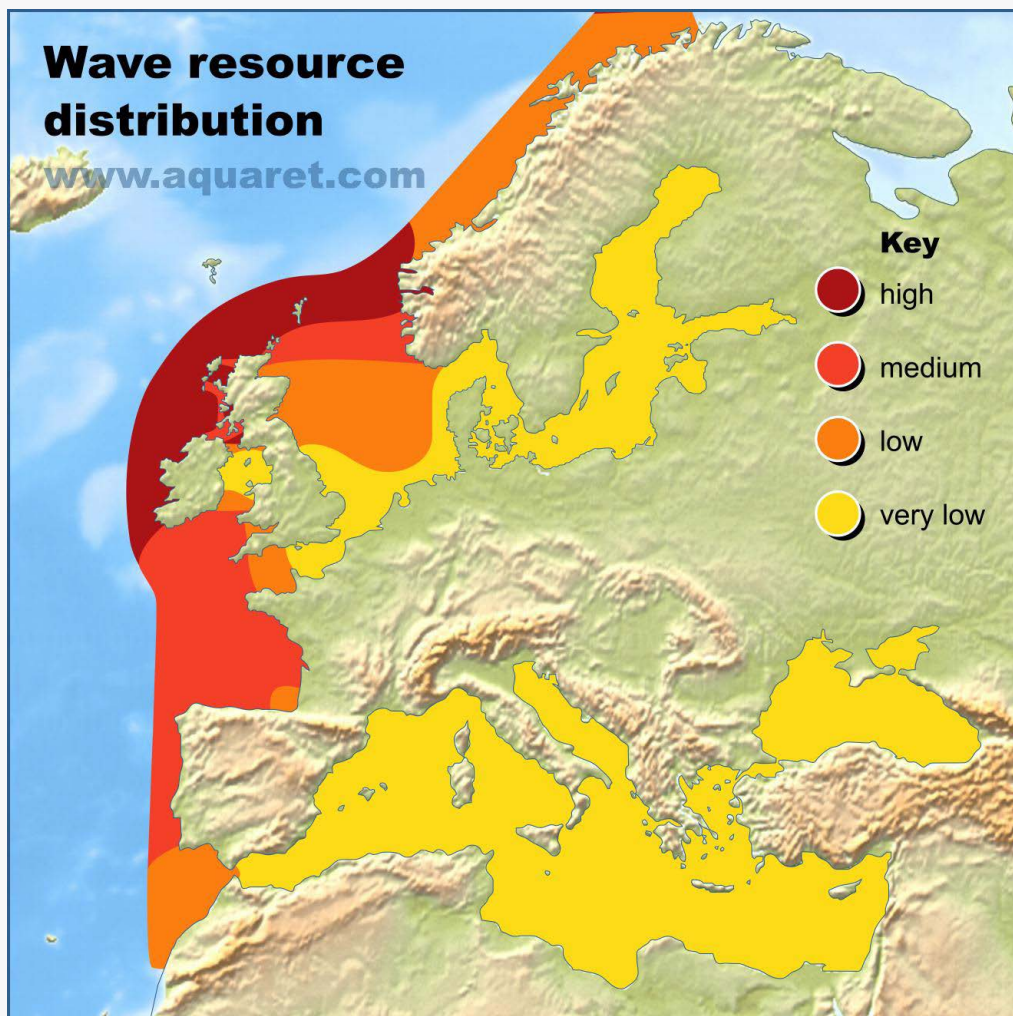 Wave resource
distribution
www.aquaret.com
Key
high
medium
low
very low